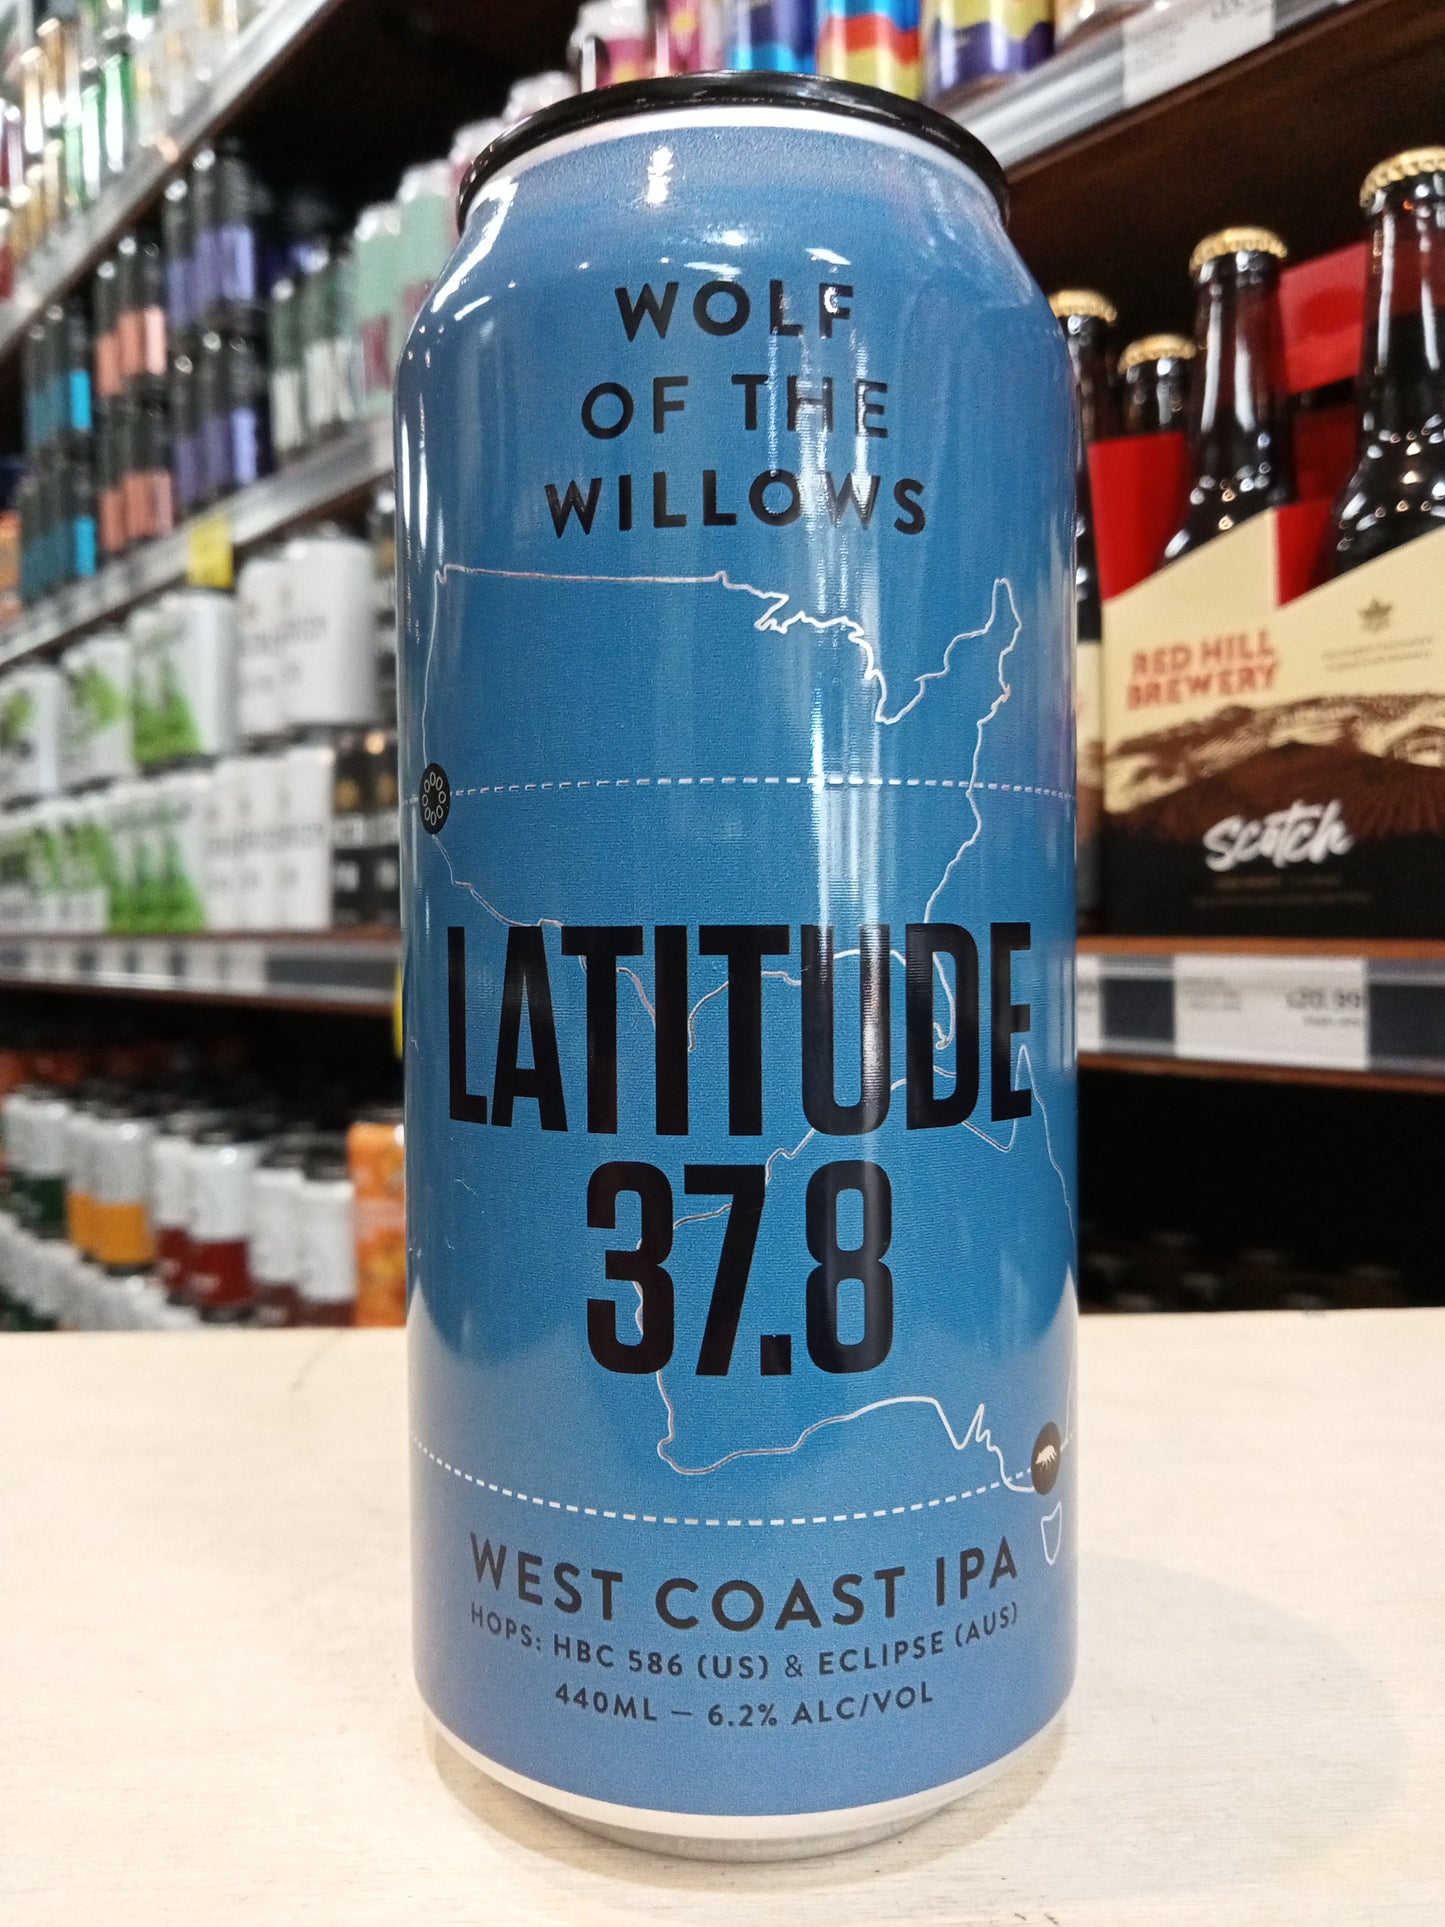 WOLF
OF THE
WILLOWS
LATITUDE
37.8
WEST COAST IPA
HOPS: HBC 586 (US) & ECLIPSE (AUS)
440ML — 6.2% ALC/VOL
RED HILL
BREWERY
Scotch